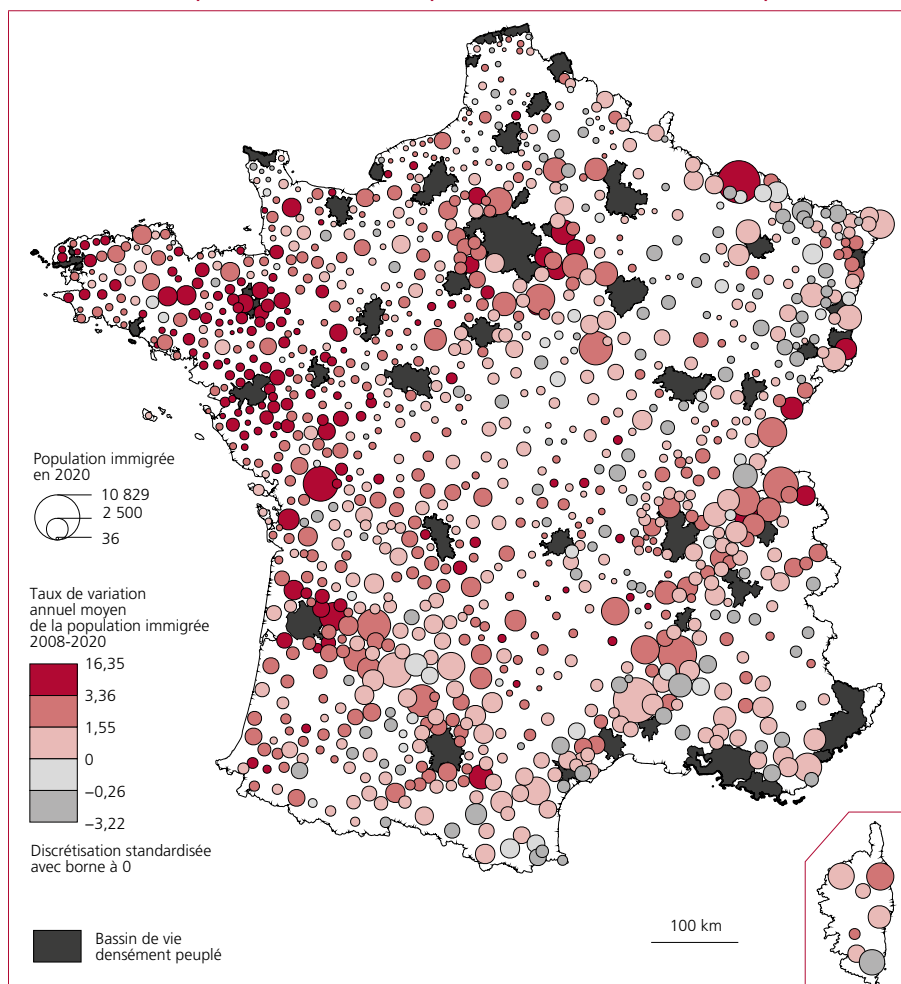 Population immigrée
en 2020
10 829
2 500
36
Taux de variation
annuel moyen
de la population immigrée
2008-2020
16,35
3,36
1,55
0
–0,26
–3,22
Discrétisation standardisée
avec borne à 0
Bassin de vie
densément peuplé
100 km